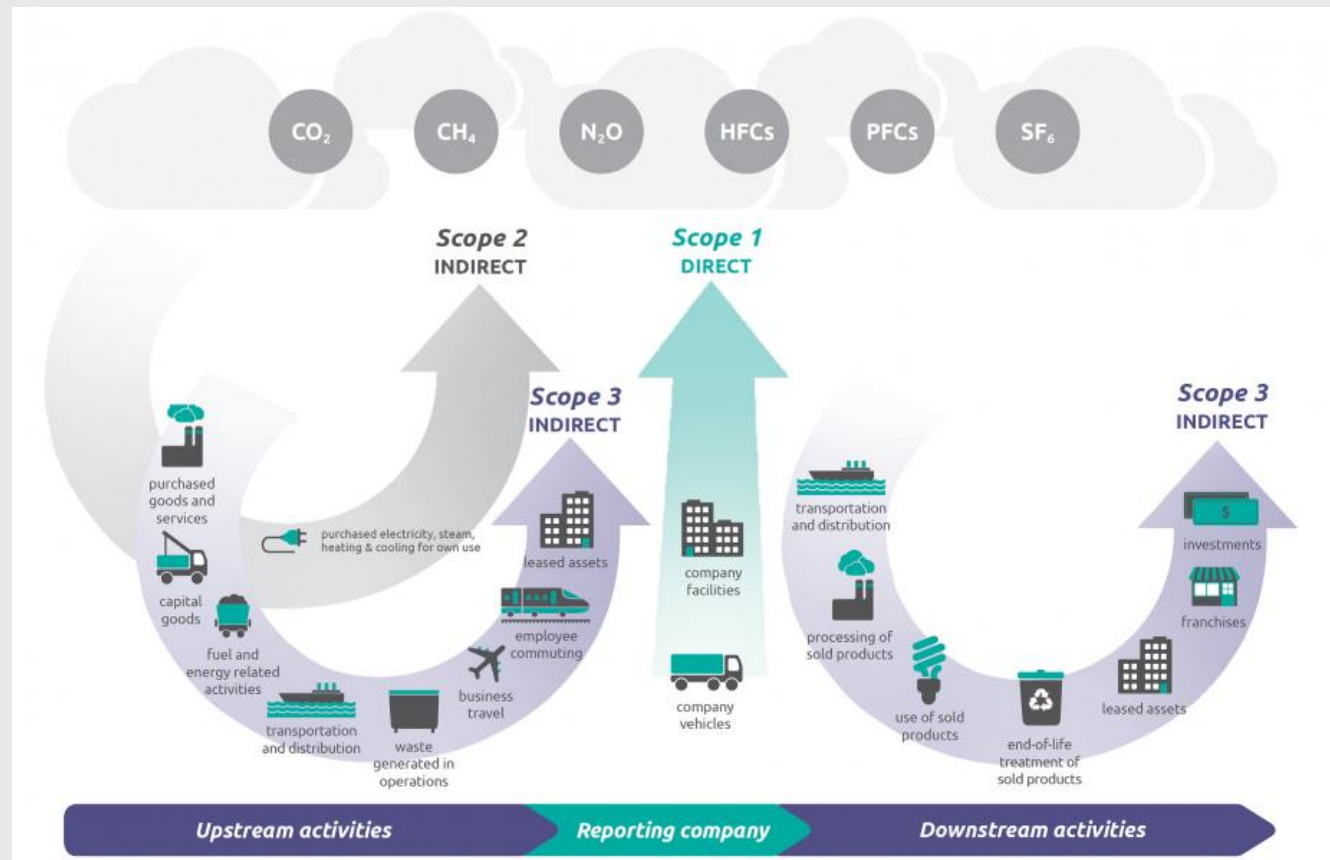 CO₂
CH₄
N₂O
HFCs
PFCs
SF₆
Scope 2
INDIRECT
Scope 1
DIRECT
Scope 3
INDIRECT
Scope 3
INDIRECT
purchased
goods and
services
capital
goods
fuel and
energy related
activities
transportation
and distribution
waste
generated in
operations
business
travel
employee
commuting
leased assets
purchased electricity, steam,
heating & cooling for own use
company
facilities
company
vehicles
transportation
and distribution
processing of
sold products
use of sold
products
end-of-life
treatment of
sold products
leased assets
franchises
$
investments
Upstream activities
Reporting company
Downstream activities